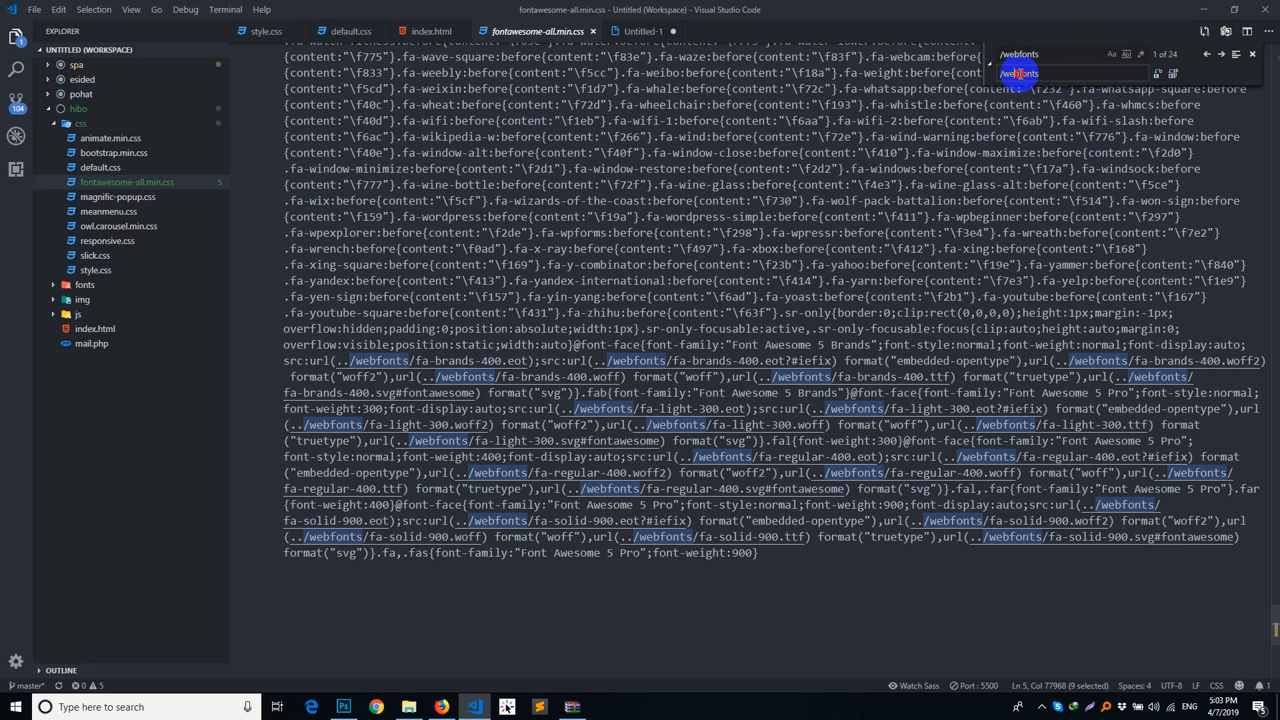 File Edit Selection View Go Debug Terminal Help
fontawesome-all.min.css - Untitled (Workspace) - Visual Studio Code
EXPLORER
style.css default.css index.html fontawesome-all.min.css Untitled-1
UNTITLED (WORKSPACE)
spa
esided
pohat
hibo
css
animate.min.css
bootstrap.min.css
default.css
fontawesome-all.min.css 5
magnific-popup.css
meanmenu.css
owl.carousel.min.css
responsive.css
slick.css
style.css
fonts
img
js
index.html
mail.php
OUTLINE
1
104
/webfonts Aa Abl .* 1 of 24
/webfonts
{content:"\f775"}.fa-wave-square:before{content:"\f83e"}.fa-webcam:before
{content:"\f833"}.fa-weebly:before{content:"\f5cc"}.fa-weibo:before{content:"\f18a"}.fa-weight:before
{content:"\f5cd"}.fa-weixin:before{content:"\f1d7"}.fa-whale:before{content:"\f72c"}.fa-whatsapp:before{content:"\f232"}.fa-whatsapp-square:before
{content:"\f40c"}.fa-wheat:before{content:"\f72d"}.fa-wheelchair:before{content:"\f193"}.fa-whistle:before{content:"\f460"}.fa-whmcs:before
{content:"\f40d"}.fa-wifi:before{content:"\f1eb"}.fa-wifi-1:before{content:"\f6aa"}.fa-wifi-2:before{content:"\f6ab"}.fa-wifi-slash:before
{content:"\f6ac"}.fa-wikipedia-w:before{content:"\f266"}.fa-wind:before{content:"\f72e"}.fa-wind-warning:before{content:"\f776"}.fa-window:before
{content:"\f40e"}.fa-window-alt:before{content:"\f40f"}.fa-window-close:before{content:"\f410"}.fa-window-maximize:before{content:"\f2d0"}
.fa-window-minimize:before{content:"\f2d1"}.fa-window-restore:before{content:"\f2d2"}.fa-windows:before{content:"\f17a"}.fa-windsock:before
{content:"\f777"}.fa-wine-bottle:before{content:"\f72f"}.fa-wine-glass:before{content:"\f4e3"}.fa-wine-glass-alt:before{content:"\f5ce"}
.fa-wix:before{content:"\f5cf"}.fa-wizards-of-the-coast:before{content:"\f730"}.fa-wolf-pack-battalion:before{content:"\f514"}.fa-won-sign:before
{content:"\f159"}.fa-wordpress:before{content:"\f19a"}.fa-wordpress-simple:before{content:"\f411"}.fa-wpbeginner:before{content:"\f297"}
.fa-wpexplorer:before{content:"\f2de"}.fa-wpforms:before{content:"\f298"}.fa-wpressr:before{content:"\f3e4"}.fa-wreath:before{content:"\f7e2"}
.fa-wrench:before{content:"\f0ad"}.fa-x-ray:before{content:"\f497"}.fa-xbox:before{content:"\f412"}.fa-xing:before{content:"\f168"}
.fa-xing-square:before{content:"\f169"}.fa-y-combinator:before{content:"\f23b"}.fa-yahoo:before{content:"\f19e"}.fa-yammer:before{content:"\f840"}
.fa-yandex:before{content:"\f413"}.fa-yandex-international:before{content:"\f414"}.fa-yarn:before{content:"\f7e3"}.fa-yelp:before{content:"\f1e9"}
.fa-yen-sign:before{content:"\f157"}.fa-yin-yang:before{content:"\f6ad"}.fa-yoast:before{content:"\f2b1"}.fa-youtube:before{content:"\f167"}
.fa-youtube-square:before{content:"\f431"}.fa-zhihu:before{content:"\f63f"}.sr-only{border:0;clip:rect(0,0,0,0);height:1px;margin:-1px;
overflow:hidden;padding:0;position:absolute;width:1px}.sr-only-focusable:active,.sr-only-focusable:focus{clip:auto;height:auto;margin:0;
overflow:visible;position:static;width:auto}@font-face{font-family:"Font Awesome 5 Brands";font-style:normal;font-weight:normal;font-display:auto;
src:url(../webfonts/fa-brands-400.eot);src:url(../webfonts/fa-brands-400.eot?#iefix) format("embedded-opentype"),url(../webfonts/fa-brands-400.woff2)
format("woff2"),url(../webfonts/fa-brands-400.woff) format("woff"),url(../webfonts/fa-brands-400.ttf) format("truetype"),url(../webfonts/
fa-brands-400.svg#fontawesome) format("svg")}.fab{font-family:"Font Awesome 5 Brands"}@font-face{font-family:"Font Awesome 5 Pro";font-style:normal;
font-weight:300;font-display:auto;src:url(../webfonts/fa-light-300.eot);src:url(../webfonts/fa-light-300.eot?#iefix) format("embedded-opentype"),url
(../webfonts/fa-light-300.woff2) format("woff2"),url(../webfonts/fa-light-300.woff) format("woff"),url(../webfonts/fa-light-300.ttf) format
("truetype"),url(../webfonts/fa-light-300.svg#fontawesome) format("svg")}.fal{font-weight:300}@font-face{font-family:"Font Awesome 5 Pro";
font-style:normal;font-weight:400;font-display:auto;src:url(../webfonts/fa-regular-400.eot);src:url(../webfonts/fa-regular-400.eot?#iefix) format
("embedded-opentype"),url(../webfonts/fa-regular-400.woff2) format("woff2"),url(../webfonts/fa-regular-400.woff) format("woff"),url(../webfonts/
fa-regular-400.ttf) format("truetype"),url(../webfonts/fa-regular-400.svg#fontawesome) format("svg")}.fal,.far{font-family:"Font Awesome 5 Pro"}.far
{font-weight:400}@font-face{font-family:"Font Awesome 5 Pro";font-style:normal;font-weight:900;font-display:auto;src:url(../webfonts/
fa-solid-900.eot);src:url(../webfonts/fa-solid-900.eot?#iefix) format("embedded-opentype"),url(../webfonts/fa-solid-900.woff2) format("woff2"),url
(../webfonts/fa-solid-900.woff) format("woff"),url(../webfonts/fa-solid-900.ttf) format("truetype"),url(../webfonts/fa-solid-900.svg#fontawesome)
format("svg")}.fa,.fas{font-family:"Font Awesome 5 Pro";font-weight:900}
master* 0 5
Watch Sass Port : 5500 Ln 5, Col 77968 (9 selected) Spaces: 4 UTF-8 LF CSS 1
Type here to search
ENG
5:03 PM
4/7/2019
5